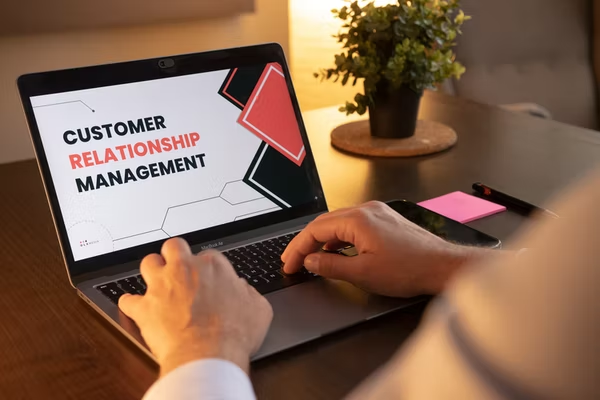 CUSTOMER
RELATIONSHIP
MANAGEMENT